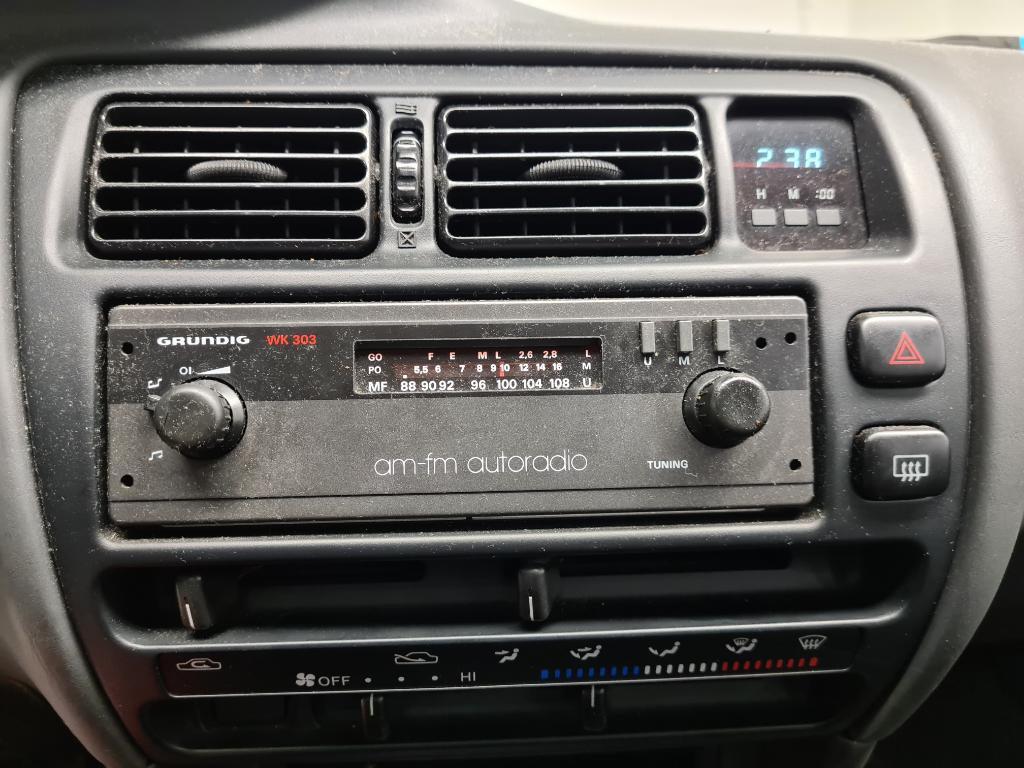 2 38
H M :00
GRUNDIG WK 303
GO F E M L 2,6 2,8 L
PO 5,5 6 7 8 9 10 12 14 16 M
MF 88 90 92 96 100 104 108 U
U M L
am-fm autoradio
TUNING
OFF HI